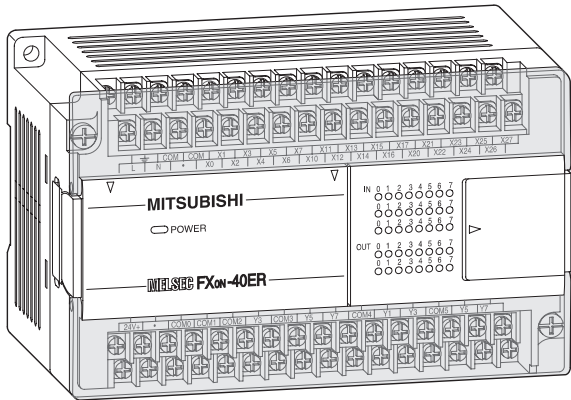 ⏚ COM COM X1 X3 X5 X7 X11 X13 X15 X17 X21 X23 X25 X27
L N * X0 X2 X4 X6 X10 X12 X14 X16 X20 X22 X24 X26
MITSUBISHI
POWER
MELSEC FX0N-40ER
IN 0 1 2 3 4 5 6 7
0 1 2 3 4 5 6 7
0 1 2 3 4 5 6 7
OUT 0 1 2 3 4 5 6 7
0 1 2 3 4 5 6 7
24V+ * COM0 COM1 COM2 Y3 COM3 Y5 Y7 COM4 Y1 Y3 COM5 Y5 Y7